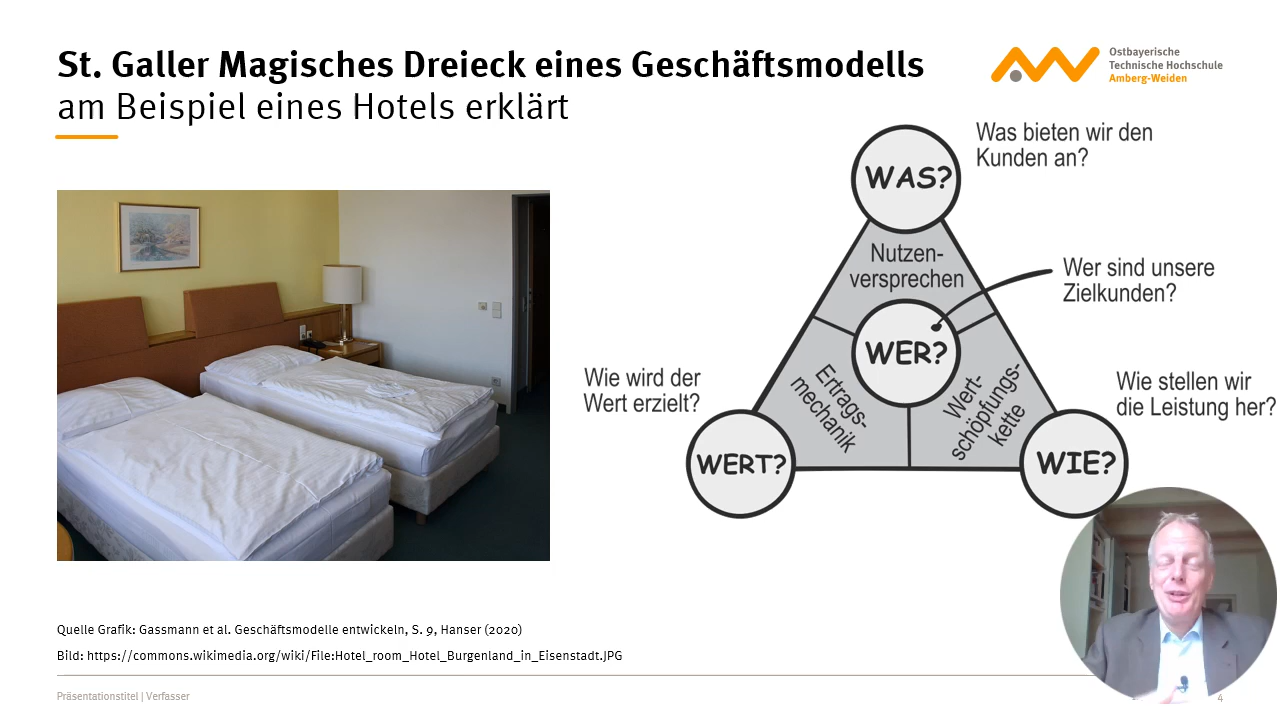 St. Galler Magisches Dreieck eines Geschäftsmodells
am Beispiel eines Hotels erklärt
Ostbayerische
Technische Hochschule
Amberg-Weiden
WAS?
Was bieten wir den
Kunden an?
Nutzen-
versprechen
Wer sind unsere
Zielkunden?
WER?
Wie wird der
Wert erzielt?
Ertrags-
mechanik
Wert-
schöpfungs-
kette
Wie stellen wir
die Leistung her?
WERT?
WIE?
Quelle Grafik: Gassmann et al. Geschäftsmodelle entwickeln, S. 9, Hanser (2020)
Bild: https://commons.wikimedia.org/wiki/File:Hotel_room_Hotel_Burgenland_in_Eisenstadt.JPG
Präsentationstitel | Verfasser
4